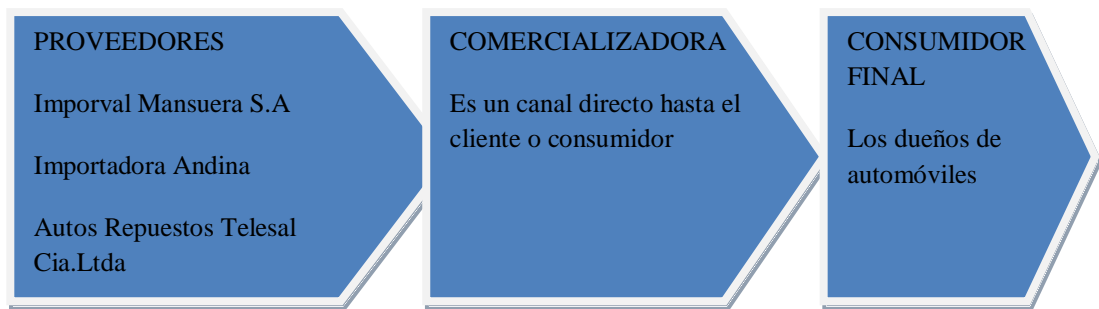 PROVEEDORES
Imporval Mansuera S.A
Importadora Andina
Autos Repuestos Telesal
Cia.Ltda
COMERCIALIZADORA
Es un canal directo hasta el
cliente o consumidor
CONSUMIDOR
FINAL
Los dueños de
automóviles